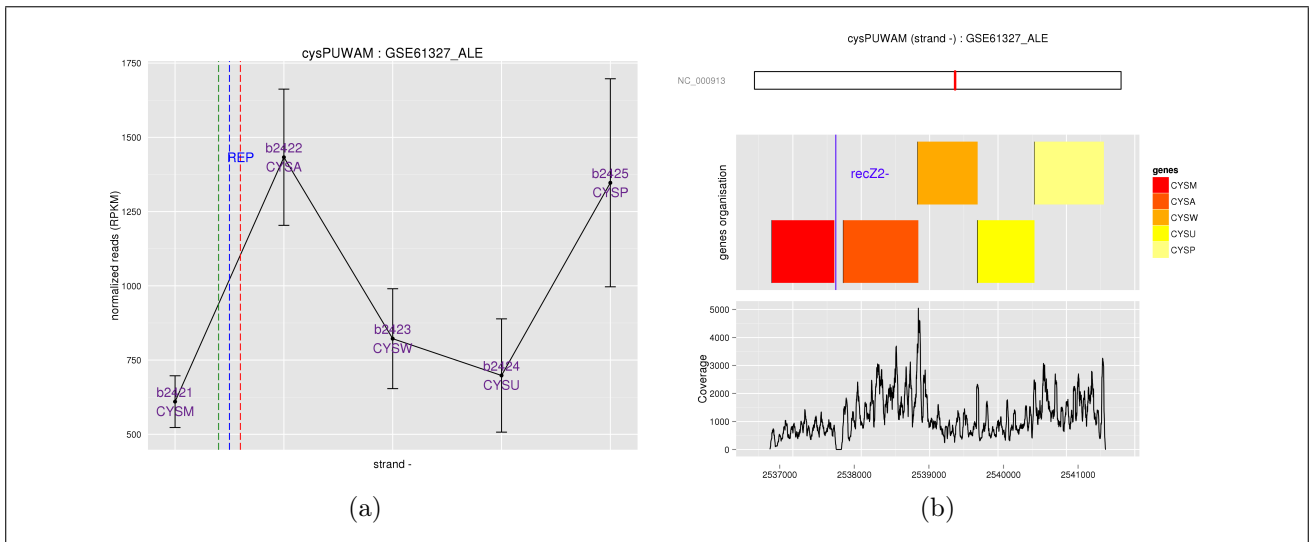 cysPUWAM : GSE61327_ALE
1750
1500
1250
1000
750
500
normalized reads (RPKM)
REP
b2421
CYSM
b2422
CYSA
b2423
CYSW
b2424
CYSU
b2425
CYSP
strand -
(a)
cysPUWAM (strand -) : GSE61327_ALE
NC_000913
genes organisation
recZ2-
genes
CYSM
CYSA
CYSW
CYSU
CYSP
Coverage
5000
4000
3000
2000
1000
0
2537000
2538000
2539000
2540000
2541000
(b)